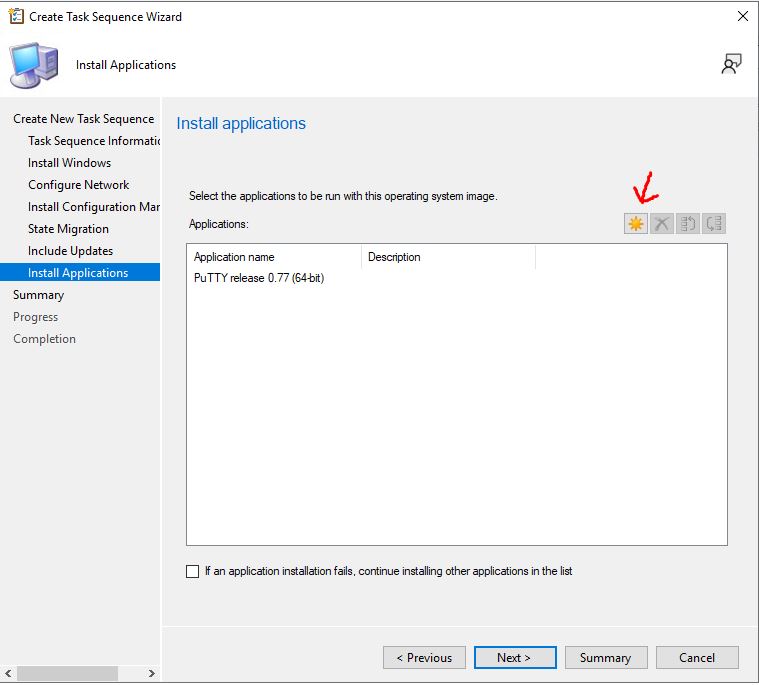 Create Task Sequence Wizard
Install Applications
Create New Task Sequence
Task Sequence Informatic
Install Windows
Configure Network
Install Configuration Mar
State Migration
Include Updates
Install Applications
Summary
Progress
Completion
Install applications
Select the applications to be run with this operating system image.
Applications:
Application name Description
PuTTY release 0.77 (64-bit)
If an application installation fails, continue installing other applications in the list
< Previous Next > Summary Cancel